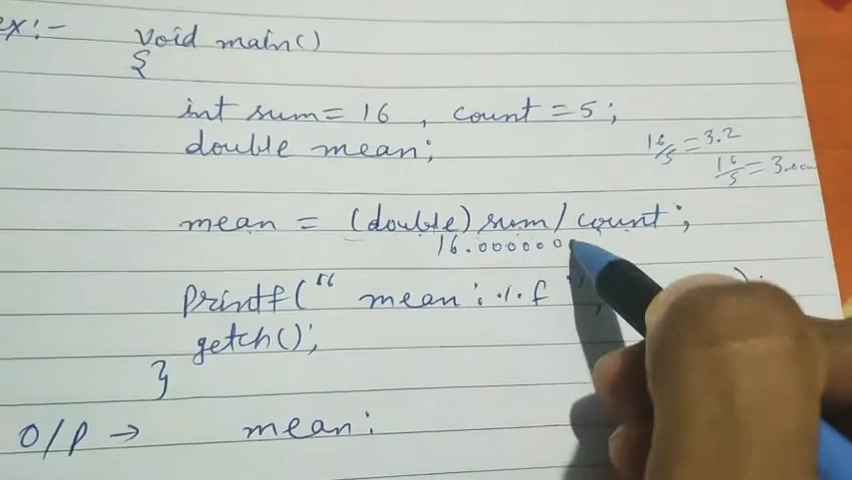 ex:-
void main()
{
int sum = 16 , count = 5;
16/5 = 3.2
double mean;
16/5 = 3.000
mean = (double) sum / count ;
16.000000
printf(" mean : %.f ", );
getch();
}
O/P → mean :